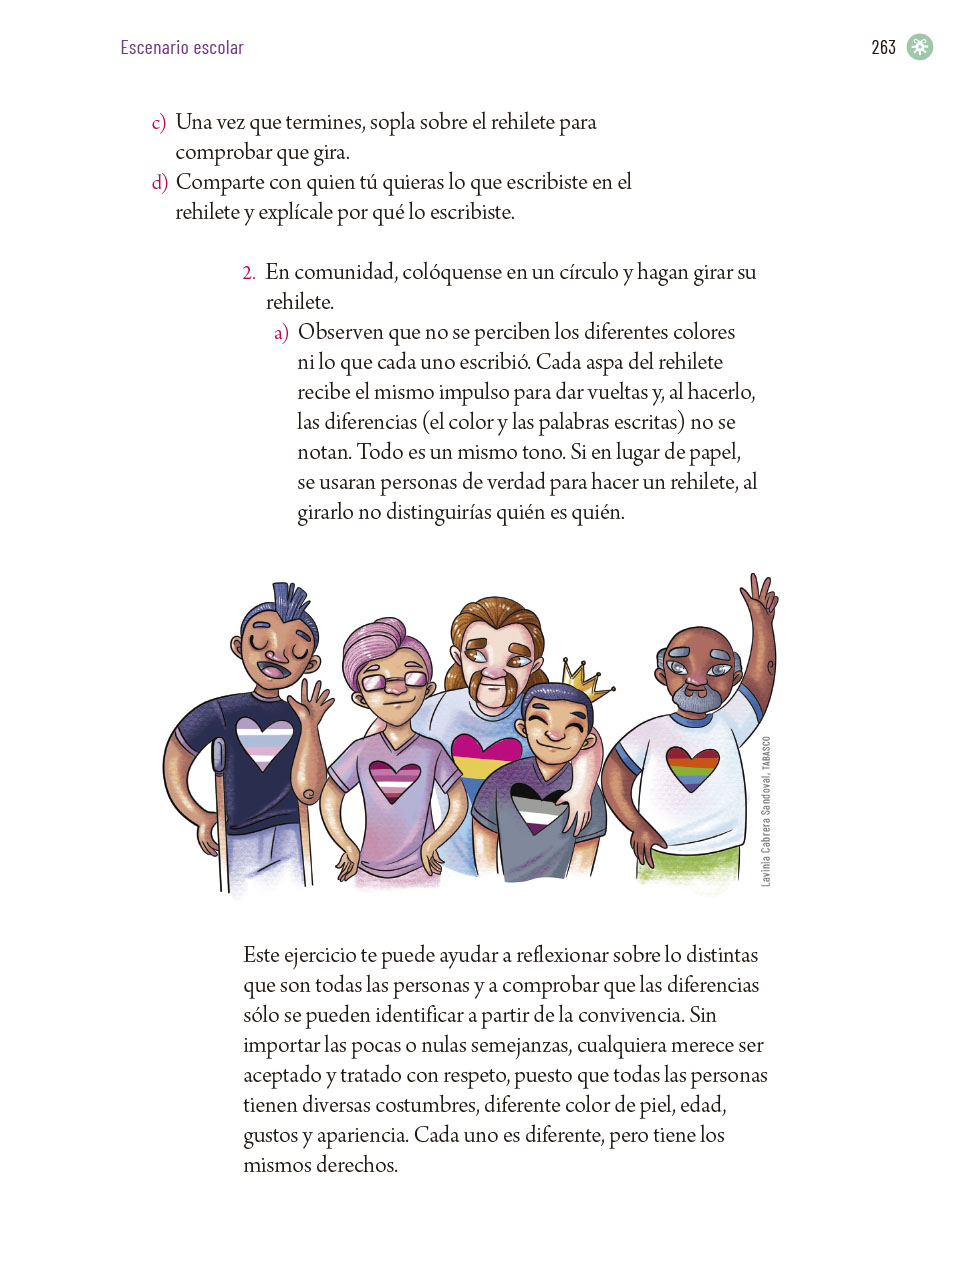 Escenario escolar
263
c) Una vez que termines, sopla sobre el rehilete para
comprobar que gira.
d) Comparte con quien tú quieras lo que escribiste en el
rehilete y explícale por qué lo escribiste.
2. En comunidad, colóquense en un círculo y hagan girar su
rehilete.
a) Observen que no se perciben los diferentes colores
ni lo que cada uno escribió. Cada aspa del rehilete
recibe el mismo impulso para dar vueltas y, al hacerlo,
las diferencias (el color y las palabras escritas) no se
notan. Todo es un mismo tono. Si en lugar de papel,
se usaran personas de verdad para hacer un rehilete, al
girarlo no distinguirías quién es quién.
Lavinia Cabrera Sandoval, TABASCO
Este ejercicio te puede ayudar a reflexionar sobre lo distintas
que son todas las personas y a comprobar que las diferencias
sólo se pueden identificar a partir de la convivencia. Sin
importar las pocas o nulas semejanzas, cualquiera merece ser
aceptado y tratado con respeto, puesto que todas las personas
tienen diversas costumbres, diferente color de piel, edad,
gustos y apariencia. Cada uno es diferente, pero tiene los
mismos derechos.